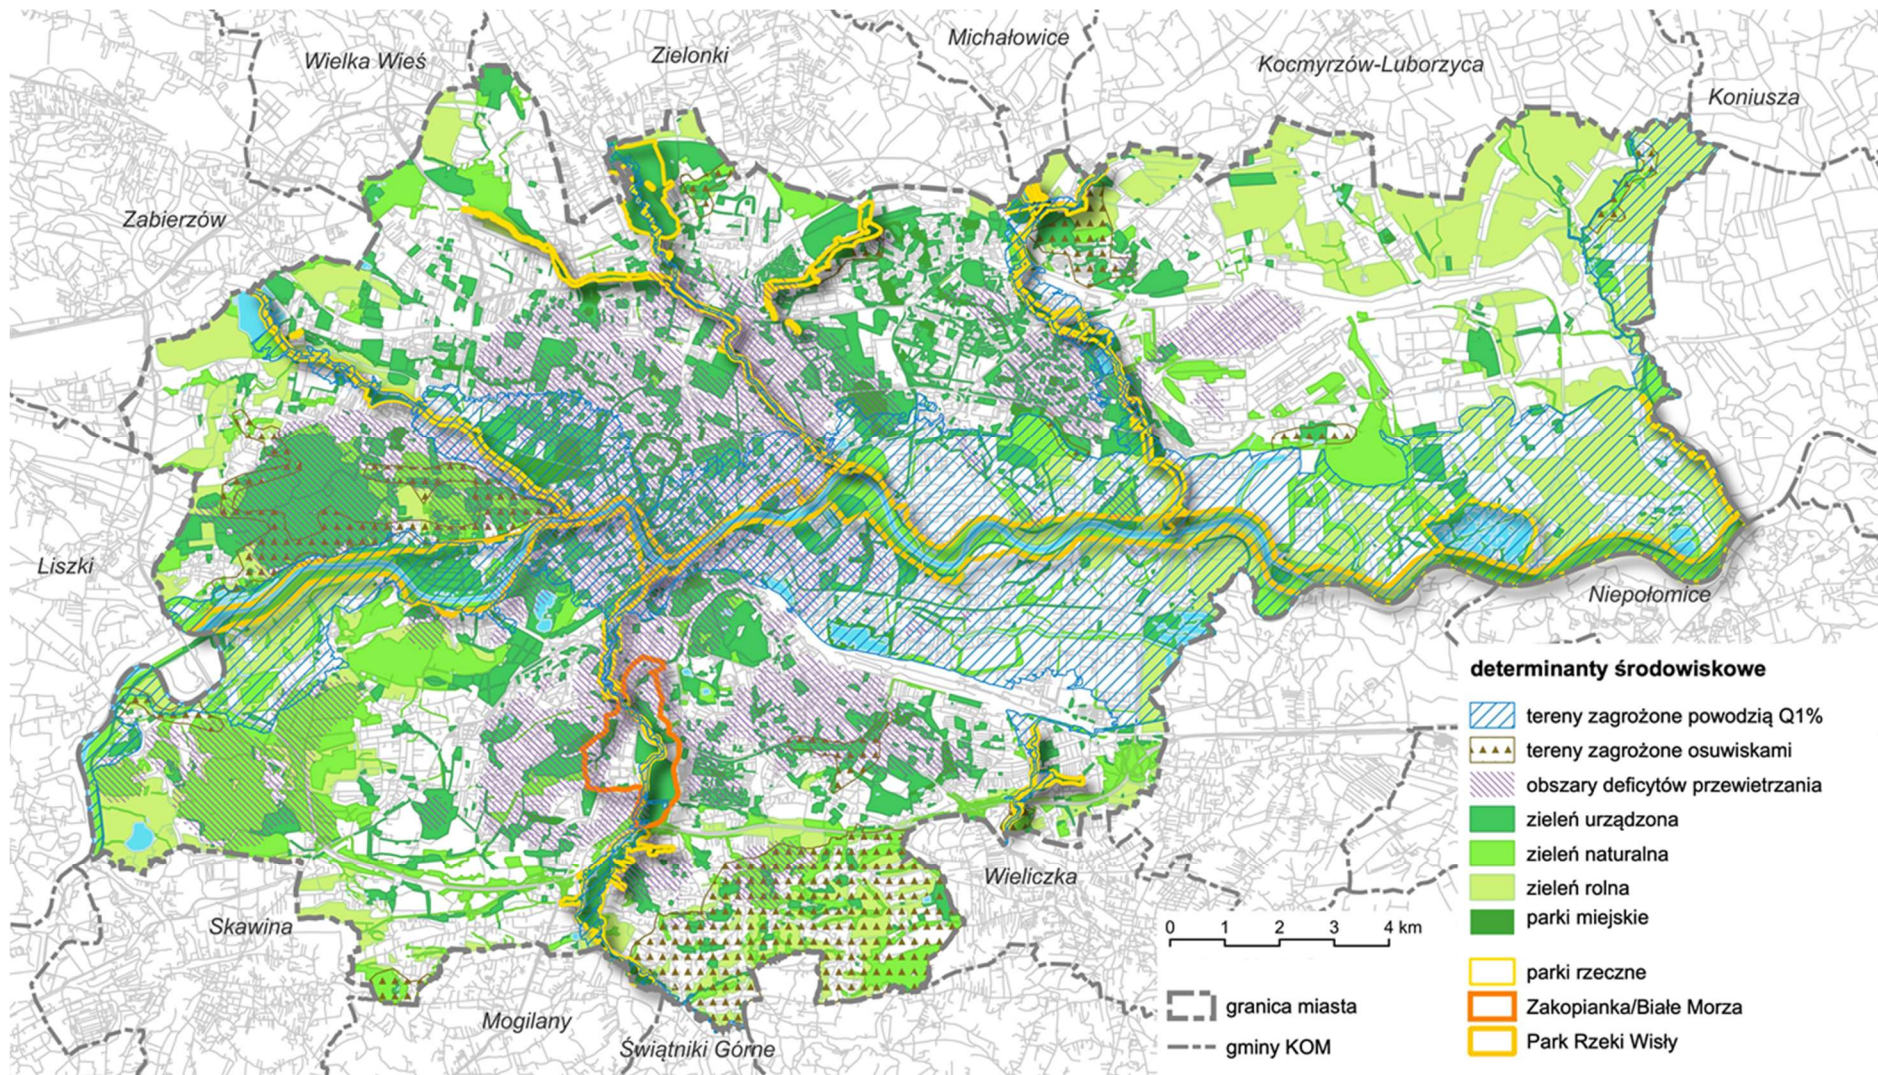 Michałowice
Zielonki
Wielka Wieś
Kocmyrzów-Luborzyca
Koniusza
Zabierzów
Liszki
Niepołomice
Wieliczka
Skawina
Mogilany
Świątniki Górne
determinanty środowiskowe
tereny zagrożone powodzią Q1%
tereny zagrożone osuwiskami
obszary deficytów przewietrzania
zieleń urządzona
zieleń naturalna
zieleń rolna
parki miejskie
parki rzeczne
Zakopianka/Białe Morza
Park Rzeki Wisły
0 1 2 3 4 km
granica miasta
gminy KOM